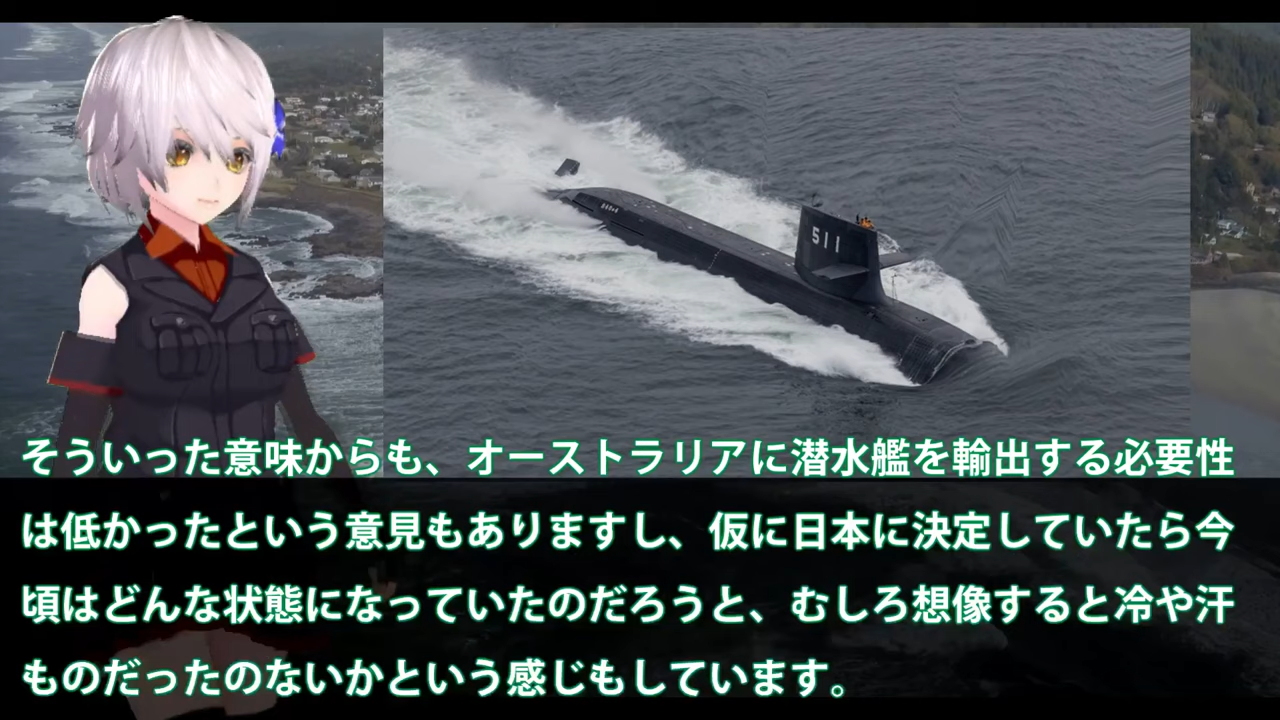 511
そういった意味からも、オーストラリアに潜水艦を輸出する必要性
は低かったという意見もありますし、仮に日本に決定していたら今
頃はどんな状態になっていたのだろうと、むしろ想像すると冷や汗
ものだったのないかという感じもしています。